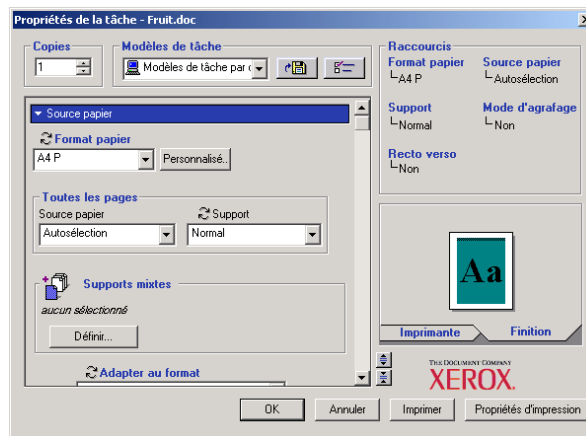 Propriétés de la tâche - Fruit.doc
Copies
1
Modèles de tâche
Modèles de tâche par
Source papier
Format papier
A4 P
Personnalisé..
Toutes les pages
Source papier
Support
Autosélection
Normal
Supports mixtes
aucun sélectionné
Définir...
Adapter au format
Raccourcis
Format papier
Source papier
A4 P
Autosélection
Support
Mode d'agrafage
Normal
Non
Recto verso
Non
Aa
Imprimante
Finition
THE DOCUMENT COMPANY
XEROX.
OK
Annuler
Imprimer
Propriétés d'impression